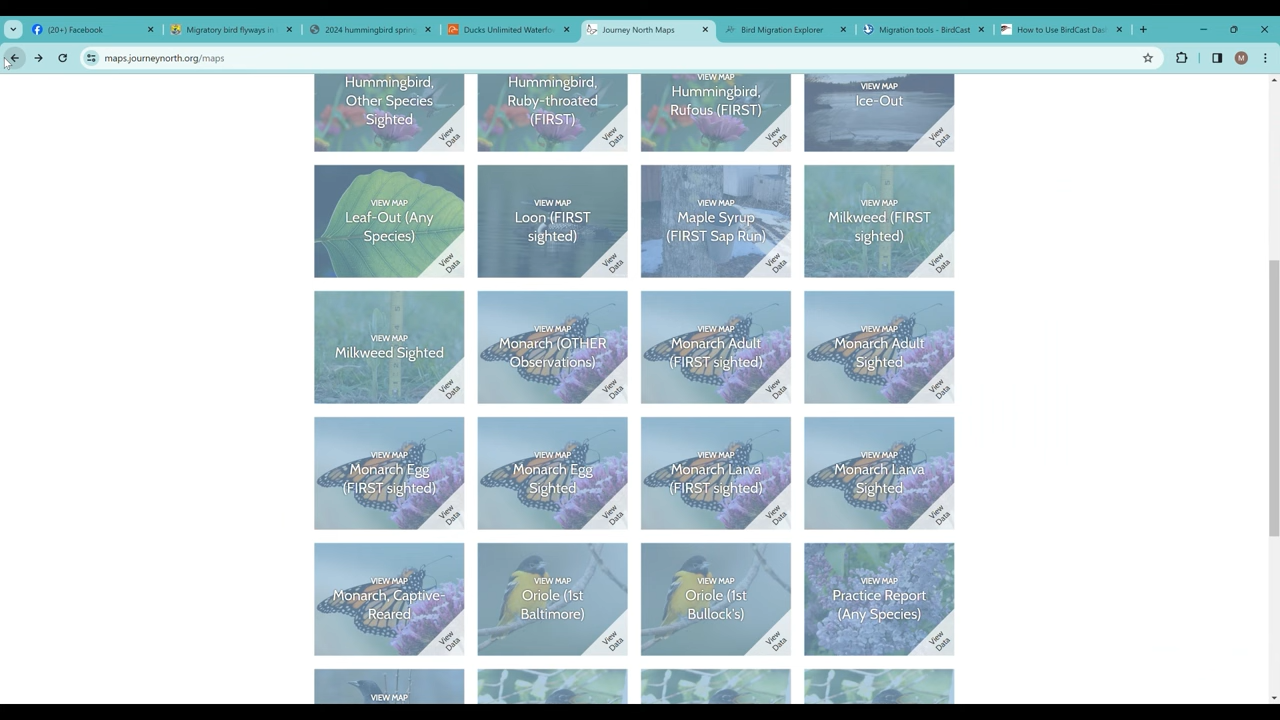 (20+) Facebook
Migratory bird flyways in
2024 hummingbird spring
Ducks Unlimited Waterfo
Journey North Maps
Bird Migration Explorer
Migration tools - BirdCast
How to Use BirdCast Das
maps.journeynorth.org/maps
M
Hummingbird,
Other Species
Sighted
View
Data
Hummingbird,
Ruby-throated
(FIRST)
View
Data
VIEW MAP
Hummingbird,
Rufous (FIRST)
View
Data
VIEW MAP
Ice-Out
View
Data
VIEW MAP
Leaf-Out (Any
Species)
View
Data
VIEW MAP
Loon (FIRST
sighted)
View
Data
VIEW MAP
Maple Syrup
(FIRST Sap Run)
View
Data
VIEW MAP
Milkweed (FIRST
sighted)
View
Data
VIEW MAP
Milkweed Sighted
View
Data
VIEW MAP
Monarch (OTHER
Observations)
View
Data
VIEW MAP
Monarch Adult
(FIRST sighted)
View
Data
VIEW MAP
Monarch Adult
Sighted
View
Data
VIEW MAP
Monarch Egg
(FIRST sighted)
View
Data
VIEW MAP
Monarch Egg
Sighted
View
Data
VIEW MAP
Monarch Larva
(FIRST sighted)
View
Data
VIEW MAP
Monarch Larva
Sighted
View
Data
VIEW MAP
Monarch, Captive-
Reared
View
Data
VIEW MAP
Oriole (1st
Baltimore)
View
Data
VIEW MAP
Oriole (1st
Bullock's)
View
Data
VIEW MAP
Practice Report
(Any Species)
View
Data
VIEW MAP